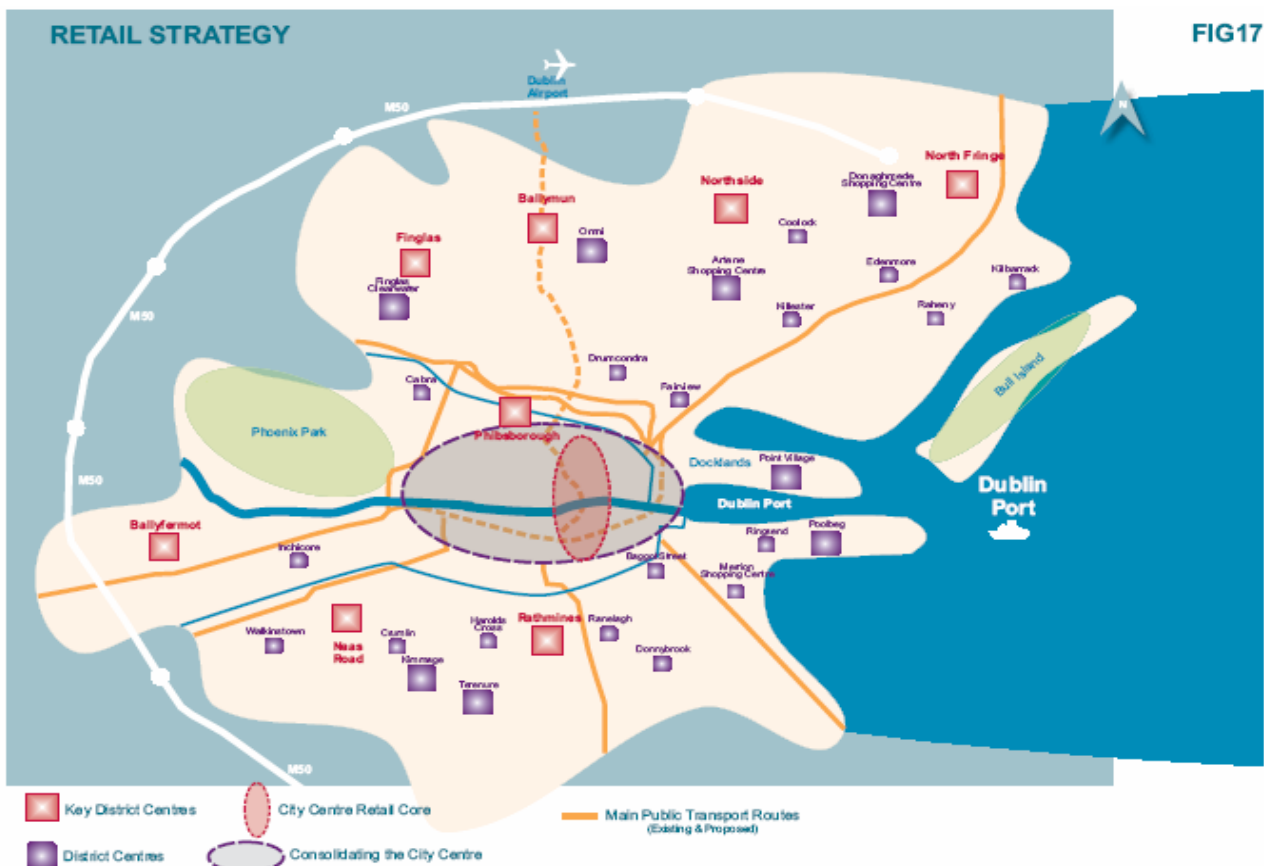 RETAIL STRATEGY
FIG17
Dublin
Airport
M50
N
North Fringe
Donaghmede
Shopping Centre
Northside
Ballymun
Coolock
Ormi
Finglas
Artane
Shopping Centre
Edenmore
Kilbarrack
Finglas
Clearwater
M50
Killester
Raheny
Drumcondra
Bull Island
Cabra
Fairview
Phoenix Park
Phibsborough
Docklands
Point Village
M50
Dublin Port
Dublin
Port
Ballyfermot
Ringsend
Poolbeg
Inchicore
Baggot Street
Merrion
Shopping Centre
Walkinstown
Naas
Road
Crumlin
Harolds
Cross
Rathmines
Ranelagh
Kimmage
Donnybrook
Terenure
M50
Key District Centres
City Centre Retail Core
Main Public Transport Routes
(Existing & Proposed)
District Centres
Consolidating the City Centre